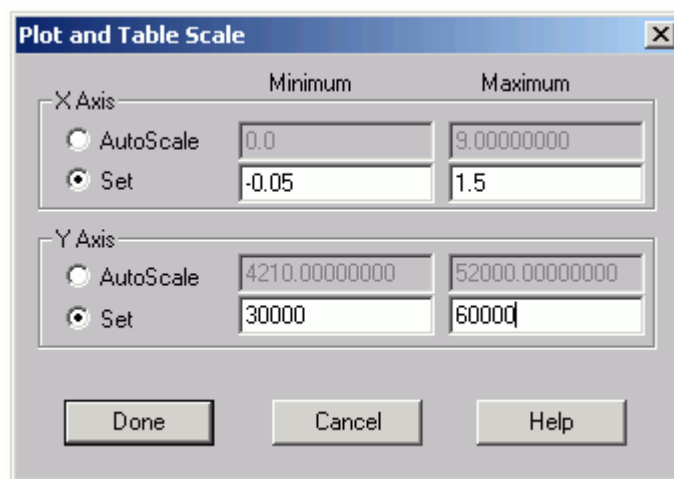 Plot and Table Scale
Minimum Maximum
X Axis
AutoScale 0.0 9.00000000
Set -0.05 1.5
Y Axis
AutoScale 4210.00000000 52000.00000000
Set 30000 60000
Done Cancel Help